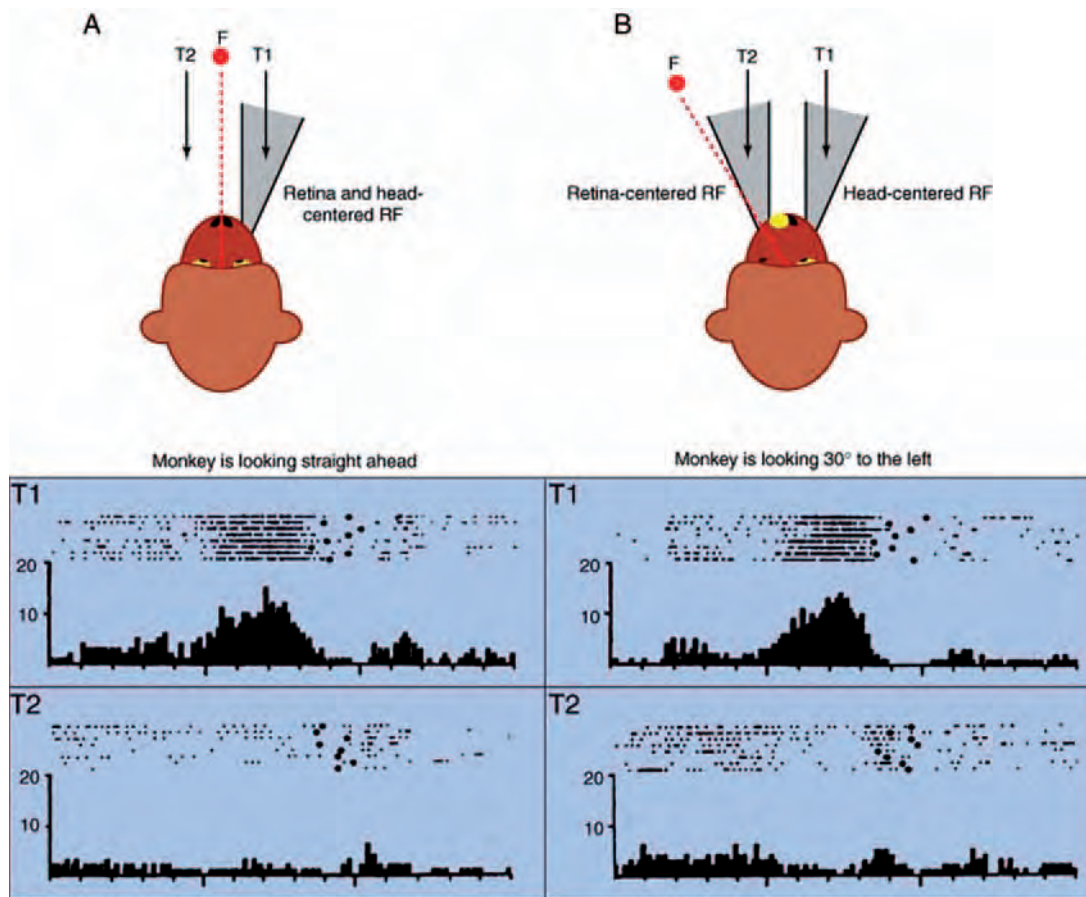 A
F
T2
T1
Retina and head-
centered RF
Monkey is looking straight ahead
B
F
T2
T1
Retina-centered RF
Head-centered RF
Monkey is looking 30° to the left
T1
20
10
T1
20
10
T2
20
10
T2
20
10